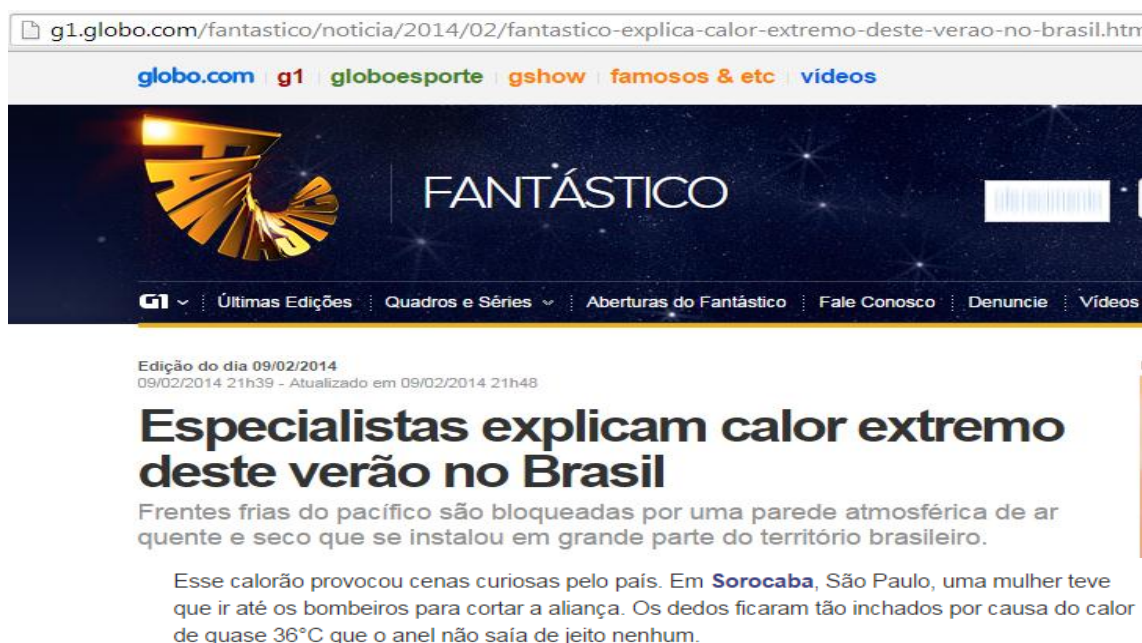 g1.globo.com/fantastico/noticia/2014/02/fantastico-explica-calor-extremo-deste-verao-no-brasil.htm
globo.com g1 globoesporte gshow famosos & etc vídeos
FANTÁSTICO
FANTÁSTICO
G1 Últimas Edições Quadros e Séries Aberturas do Fantástico Fale Conosco Denuncie Vídeos
Edição do dia 09/02/2014
09/02/2014 21h39 - Atualizado em 09/02/2014 21h48
Especialistas explicam calor extremo
deste verão no Brasil
Frentes frias do pacífico são bloqueadas por uma parede atmosférica de ar
quente e seco que se instalou em grande parte do território brasileiro.
Esse calorão provocou cenas curiosas pelo país. Em Sorocaba, São Paulo, uma mulher teve
que ir até os bombeiros para cortar a aliança. Os dedos ficaram tão inchados por causa do calor
de quase 36°C que o anel não saía de jeito nenhum.